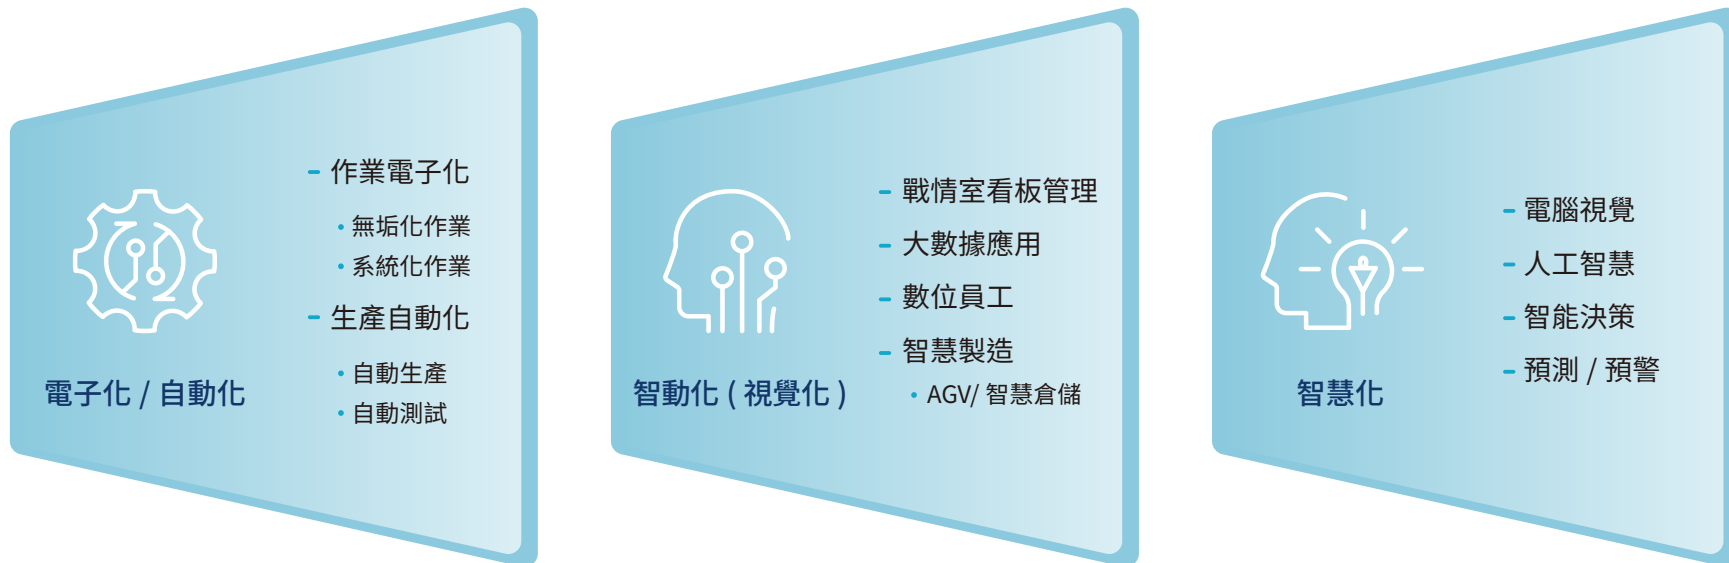 電子化 / 自動化
– 作業電子化
• 無垢化作業
• 系統化作業
– 生產自動化
• 自動生產
• 自動測試
智動化 ( 視覺化 )
– 戰情室看板管理
– 大數據應用
– 數位員工
– 智慧製造
• AGV/ 智慧倉儲
智慧化
– 電腦視覺
– 人工智慧
– 智能決策
– 預測 / 預警